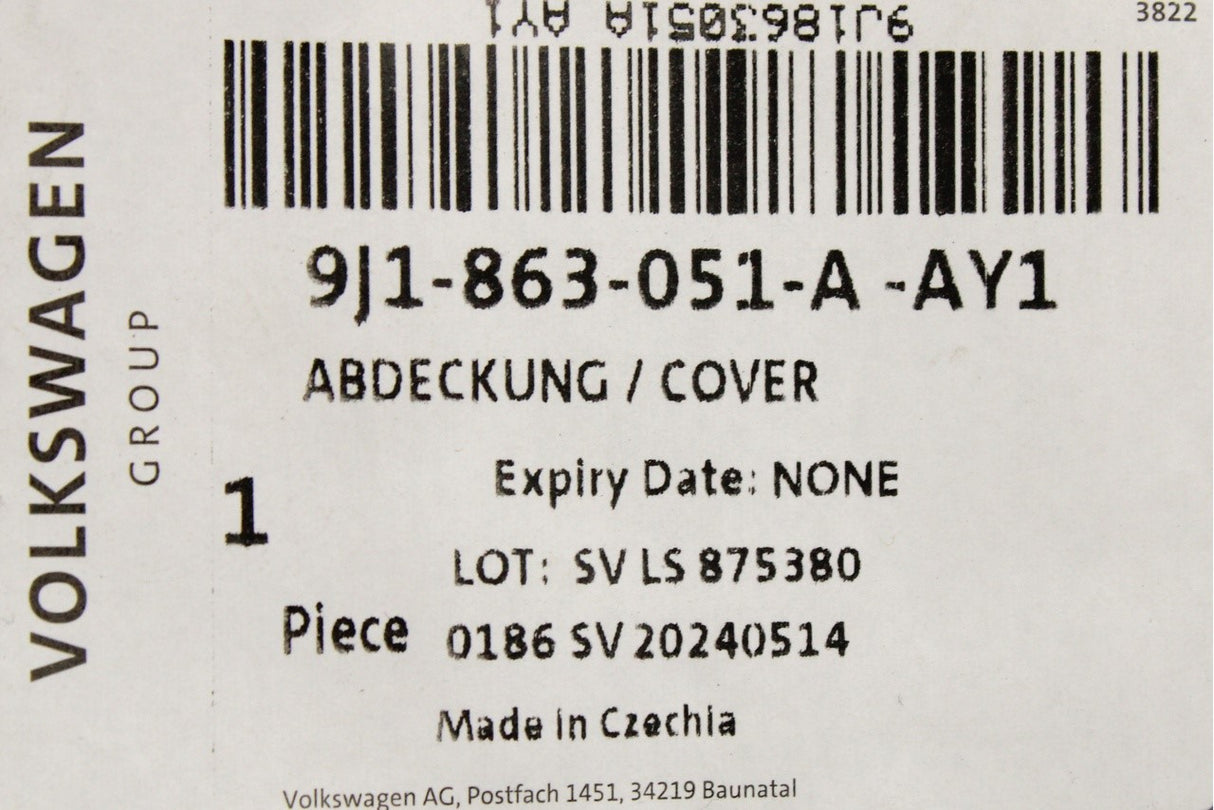 9J1863051A AY1
3822
VOLKSWAGEN
GROUP
9J1-863-051-A -AY1
ABDECKUNG / COVER
Expiry Date: NONE
1
LOT: SV LS 875380
Piece
0186 SV 20240514
Made in Czechia
Volkswagen AG, Postfach 1451, 34219 Baunatal